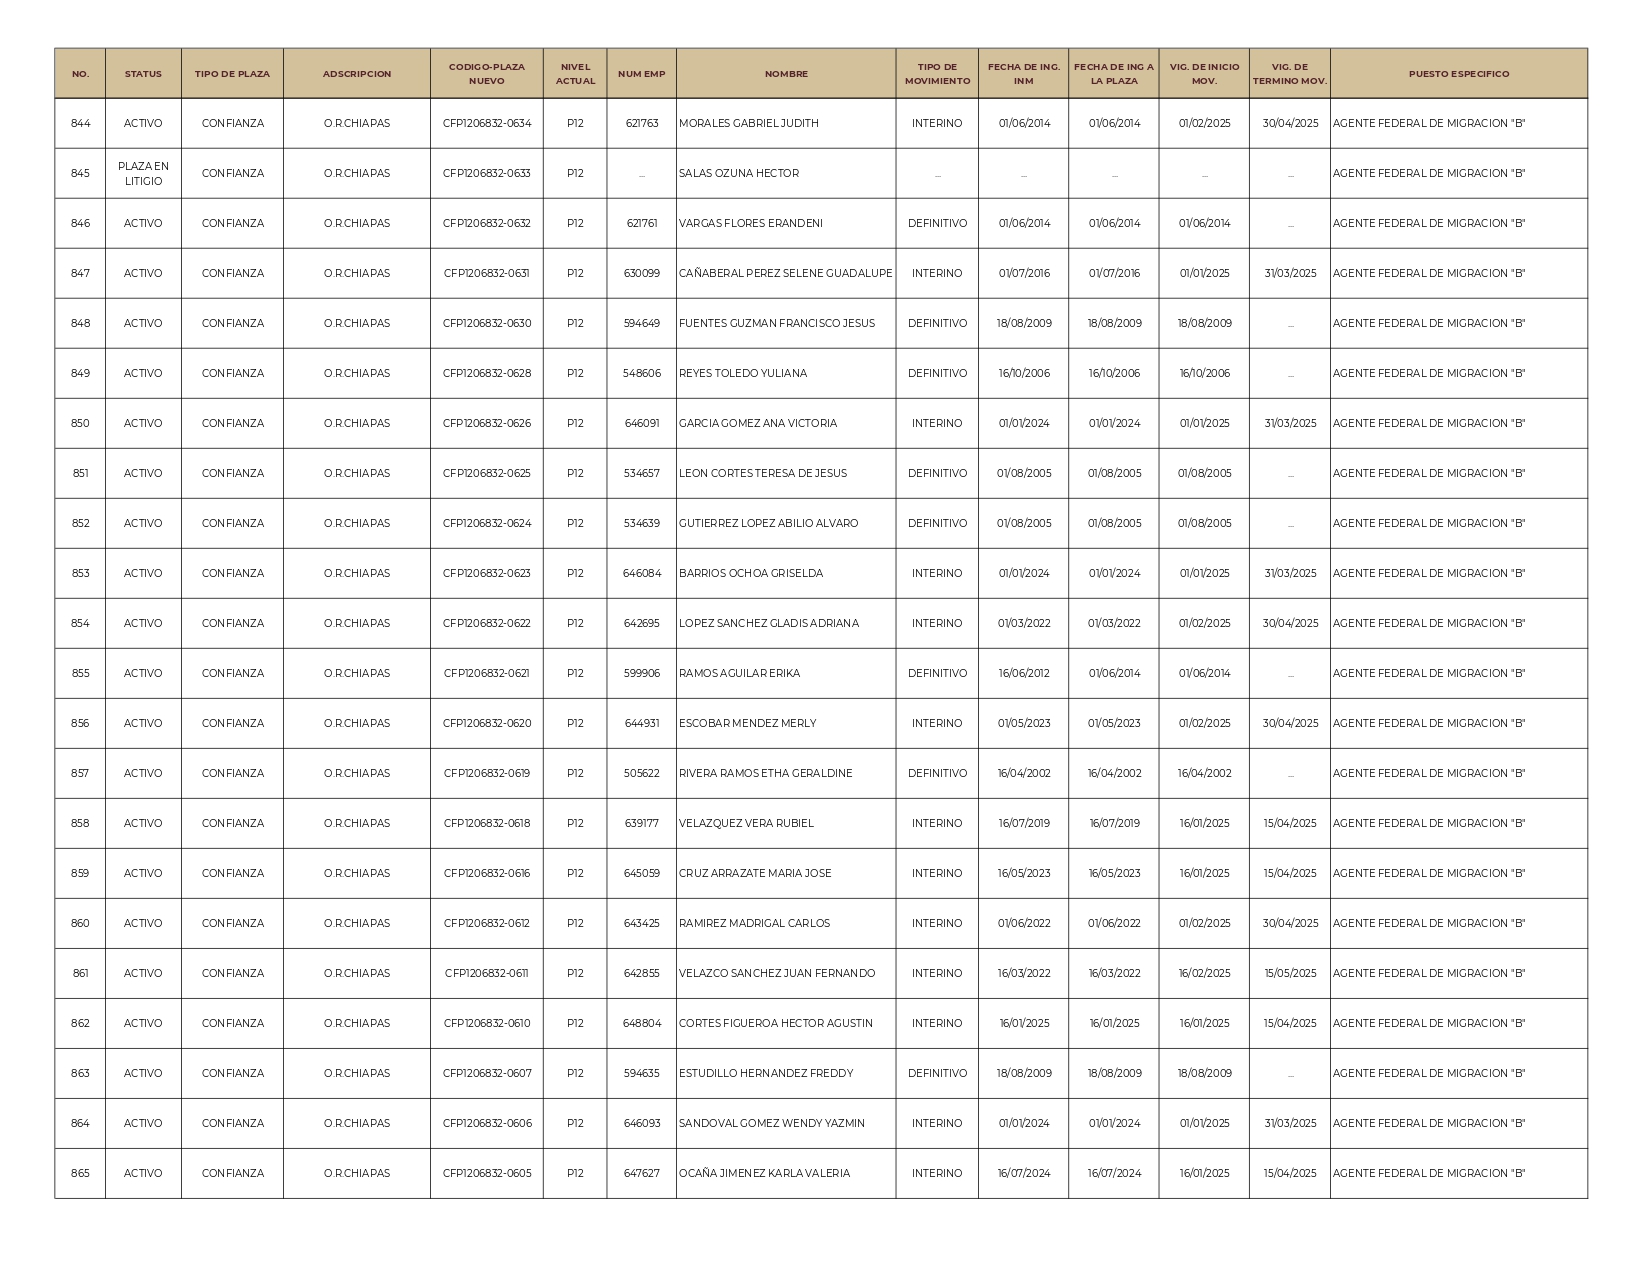 NO. STATUS TIPO DE PLAZA ADSCRIPCION CODIGO-PLAZA NUEVO NIVEL ACTUAL NUM EMP NOMBRE TIPO DE MOVIMIENTO FECHA DE ING. INM FECHA DE ING A LA PLAZA VIG. DE INICIO MOV. VIG. DE TERMINO MOV. PUESTO ESPECIFICO
844 ACTIVO CONFIANZA O.R.CHIAPAS CFP1206832-0634 P12 621763 MORALES GABRIEL JUDITH INTERINO 01/06/2014 01/06/2014 01/02/2025 30/04/2025 AGENTE FEDERAL DE MIGRACION "B"
845 PLAZA EN LITIGIO CONFIANZA O.R.CHIAPAS CFP1206832-0633 P12 ... SALAS OZUNA HECTOR ... ... ... ... ... AGENTE FEDERAL DE MIGRACION "B"
846 ACTIVO CONFIANZA O.R.CHIAPAS CFP1206832-0632 P12 621761 VARGAS FLORES ERANDENI DEFINITIVO 01/06/2014 01/06/2014 01/06/2014 ... AGENTE FEDERAL DE MIGRACION "B"
847 ACTIVO CONFIANZA O.R.CHIAPAS CFP1206832-0631 P12 630099 CAÑABERAL PEREZ SELENE GUADALUPE INTERINO 01/07/2016 01/07/2016 01/01/2025 31/03/2025 AGENTE FEDERAL DE MIGRACION "B"
848 ACTIVO CONFIANZA O.R.CHIAPAS CFP1206832-0630 P12 594649 FUENTES GUZMAN FRANCISCO JESUS DEFINITIVO 18/08/2009 18/08/2009 18/08/2009 ... AGENTE FEDERAL DE MIGRACION "B"
849 ACTIVO CONFIANZA O.R.CHIAPAS CFP1206832-0628 P12 548606 REYES TOLEDO YULIANA DEFINITIVO 16/10/2006 16/10/2006 16/10/2006 ... AGENTE FEDERAL DE MIGRACION "B"
850 ACTIVO CONFIANZA O.R.CHIAPAS CFP1206832-0626 P12 646091 GARCIA GOMEZ ANA VICTORIA INTERINO 01/01/2024 01/01/2024 01/01/2025 31/03/2025 AGENTE FEDERAL DE MIGRACION "B"
851 ACTIVO CONFIANZA O.R.CHIAPAS CFP1206832-0625 P12 534657 LEON CORTES TERESA DE JESUS DEFINITIVO 01/08/2005 01/08/2005 01/08/2005 ... AGENTE FEDERAL DE MIGRACION "B"
852 ACTIVO CONFIANZA O.R.CHIAPAS CFP1206832-0624 P12 534639 GUTIERREZ LOPEZ ABILIO ALVARO DEFINITIVO 01/08/2005 01/08/2005 01/08/2005 ... AGENTE FEDERAL DE MIGRACION "B"
853 ACTIVO CONFIANZA O.R.CHIAPAS CFP1206832-0623 P12 646084 BARRIOS OCHOA GRISELDA INTERINO 01/01/2024 01/01/2024 01/01/2025 31/03/2025 AGENTE FEDERAL DE MIGRACION "B"
854 ACTIVO CONFIANZA O.R.CHIAPAS CFP1206832-0622 P12 642695 LOPEZ SANCHEZ GLADIS ADRIANA INTERINO 01/03/2022 01/03/2022 01/02/2025 30/04/2025 AGENTE FEDERAL DE MIGRACION "B"
855 ACTIVO CONFIANZA O.R.CHIAPAS CFP1206832-0621 P12 599906 RAMOS AGUILAR ERIKA DEFINITIVO 16/06/2012 01/06/2014 01/06/2014 ... AGENTE FEDERAL DE MIGRACION "B"
856 ACTIVO CONFIANZA O.R.CHIAPAS CFP1206832-0620 P12 644931 ESCOBAR MENDEZ MERLY INTERINO 01/05/2023 01/05/2023 01/02/2025 30/04/2025 AGENTE FEDERAL DE MIGRACION "B"
857 ACTIVO CONFIANZA O.R.CHIAPAS CFP1206832-0619 P12 505622 RIVERA RAMOS ETHA GERALDINE DEFINITIVO 16/04/2002 16/04/2002 16/04/2002 ... AGENTE FEDERAL DE MIGRACION "B"
858 ACTIVO CONFIANZA O.R.CHIAPAS CFP1206832-0618 P12 639177 VELAZQUEZ VERA RUBIEL INTERINO 16/07/2019 16/07/2019 16/01/2025 15/04/2025 AGENTE FEDERAL DE MIGRACION "B"
859 ACTIVO CONFIANZA O.R.CHIAPAS CFP1206832-0616 P12 645059 CRUZ ARRAZATE MARIA JOSE INTERINO 16/05/2023 16/05/2023 16/01/2025 15/04/2025 AGENTE FEDERAL DE MIGRACION "B"
860 ACTIVO CONFIANZA O.R.CHIAPAS CFP1206832-0612 P12 643425 RAMIREZ MADRIGAL CARLOS INTERINO 01/06/2022 01/06/2022 01/02/2025 30/04/2025 AGENTE FEDERAL DE MIGRACION "B"
861 ACTIVO CONFIANZA O.R.CHIAPAS CFP1206832-0611 P12 642855 VELAZCO SANCHEZ JUAN FERNANDO INTERINO 16/03/2022 16/03/2022 16/02/2025 15/05/2025 AGENTE FEDERAL DE MIGRACION "B"
862 ACTIVO CONFIANZA O.R.CHIAPAS CFP1206832-0610 P12 648804 CORTES FIGUEROA HECTOR AGUSTIN INTERINO 16/01/2025 16/01/2025 16/01/2025 15/04/2025 AGENTE FEDERAL DE MIGRACION "B"
863 ACTIVO CONFIANZA O.R.CHIAPAS CFP1206832-0607 P12 594635 ESTUDILLO HERNANDEZ FREDDY DEFINITIVO 18/08/2009 18/08/2009 18/08/2009 ... AGENTE FEDERAL DE MIGRACION "B"
864 ACTIVO CONFIANZA O.R.CHIAPAS CFP1206832-0606 P12 646093 SANDOVAL GOMEZ WENDY YAZMIN INTERINO 01/01/2024 01/01/2024 01/01/2025 31/03/2025 AGENTE FEDERAL DE MIGRACION "B"
865 ACTIVO CONFIANZA O.R.CHIAPAS CFP1206832-0605 P12 647627 OCAÑA JIMENEZ KARLA VALERIA INTERINO 16/07/2024 16/07/2024 16/01/2025 15/04/2025 AGENTE FEDERAL DE MIGRACION "B"